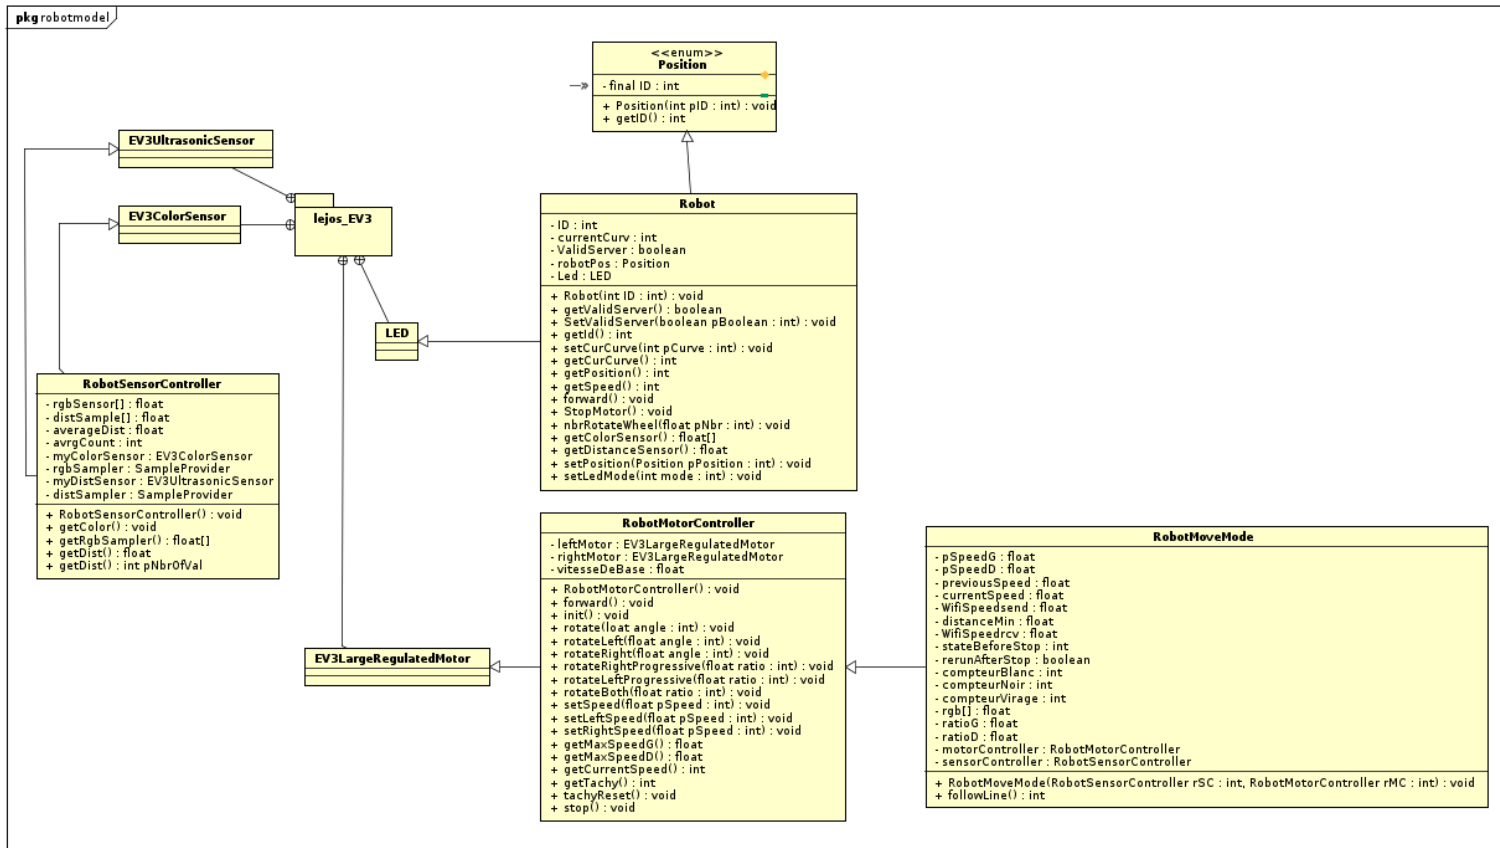 pkg robotmodel
<<enum>>
Position
- final ID : int
+ Position(int pID : int) : void
+ getID() : int
EV3UltrasonicSensor
EV3ColorSensor
lejos_EV3
LED
Robot
- ID : int
- currentCurv : int
- ValidServer : boolean
- robotPos : Position
- Led : LED
+ Robot(int ID : int) : void
+ getValidServer() : boolean
+ SetValidServer(boolean pBoolean : int) : void
+ getId() : int
+ setCurCurve(int pCurve : int) : void
+ getCurCurve() : int
+ getPosition() : int
+ getSpeed() : int
+ forward() : void
+ StopMotor() : void
+ nbrRotateWheel(float pNbr : int) : void
+ getColorSensor() : float[]
+ getDistanceSensor() : float
+ setPosition(Position pPosition : int) : void
+ setLedMode(int mode : int) : void
RobotSensorController
- rgbSensor[] : float
- distSample[] : float
- averageDist : float
- avrgCount : int
- myColorSensor : EV3ColorSensor
- rgbSampler : SampleProvider
- myDistSensor : EV3UltrasonicSensor
- distSampler : SampleProvider
+ RobotSensorController() : void
+ getColor() : void
+ getRgbSampler() : float[]
+ getDist() : float
+ getDist() : int pNbrOfVal
EV3LargeRegulatedMotor
RobotMotorController
- leftMotor : EV3LargeRegulatedMotor
- rightMotor : EV3LargeRegulatedMotor
- vitesseDeBase : float
+ RobotMotorController() : void
+ forward() : void
+ init() : void
+ rotate(loat angle : int) : void
+ rotateLeft(float angle : int) : void
+ rotateRight(float angle : int) : void
+ rotateRightProgressive(float ratio : int) : void
+ rotateLeftProgressive(float ratio : int) : void
+ rotateBoth(float ratio : int) : void
+ setSpeed(float pSpeed : int) : void
+ setLeftSpeed(float pSpeed : int) : void
+ setRightSpeed(float pSpeed : int) : void
+ getMaxSpeedG() : float
+ getMaxSpeedD() : float
+ getCurrentSpeed() : int
+ getTachy() : int
+ tachyReset() : void
+ stop() : void
RobotMoveMode
- pSpeedG : float
- pSpeedD : float
- previousSpeed : float
- currentSpeed : float
- WifiSpeedsend : float
- distanceMin : float
- WifiSpeedrcv : float
- stateBeforeStop : int
- rerunAfterStop : boolean
- compteurBlanc : int
- compteurNoir : int
- compteurVirage : int
- rgb[] : float
- ratioG : float
- ratioD : float
- motorController : RobotMotorController
- sensorController : RobotSensorController
+ RobotMoveMode(RobotSensorController rSC : int, RobotMotorController rMC : int) : void
+ followLine() : int